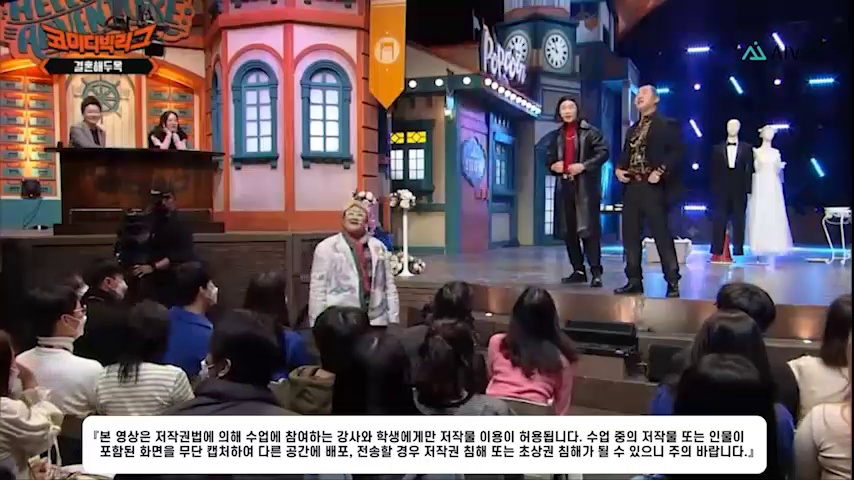 HELLO
ADVENTURE
코미디빅리그
결혼해두목
POPCORN
AIV
『본 영상은 저작권법에 의해 수업에 참여하는 강사와 학생에게만 저작물 이용이 허용됩니다. 수업 중의 저작물 또는 인물이
포함된 화면을 무단 캡처하여 다른 공간에 배포, 전송할 경우 저작권 침해 또는 초상권 침해가 될 수 있으니 주의 바랍니다.』